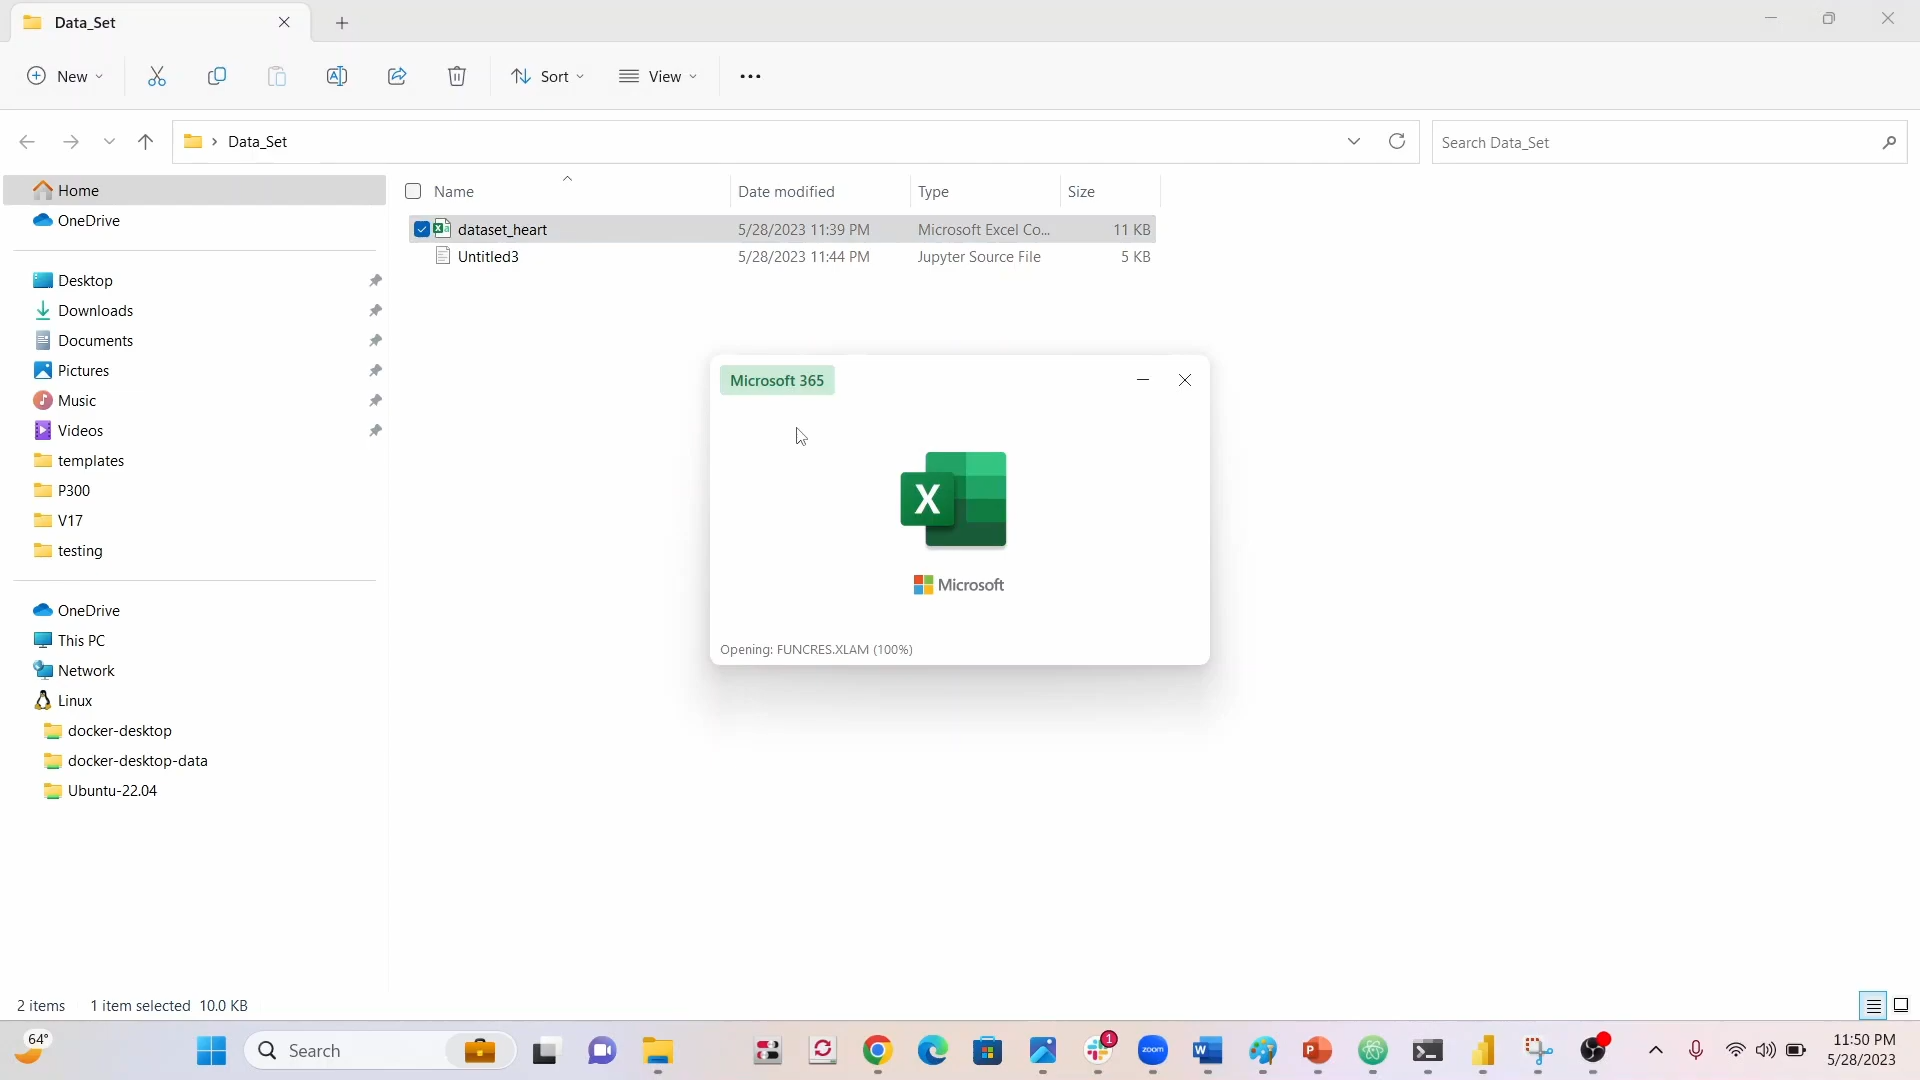 Data_Set
New
Sort
View
Data_Set
Search Data_Set
Home
OneDrive
Desktop
Downloads
Documents
Pictures
Music
Videos
templates
P300
V17
testing
OneDrive
This PC
Network
Linux
docker-desktop
docker-desktop-data
Ubuntu-22.04
Name Date modified Type Size
dataset_heart 5/28/2023 11:39 PM Microsoft Excel Co... 11 KB
Untitled3 5/28/2023 11:44 PM Jupyter Source File 5 KB
Microsoft 365
X
Microsoft
Opening: FUNCRES.XLAM (100%)
2 items 1 item selected 10.0 KB
64°
Search
1
zoom
W
P
11:50 PM
5/28/2023